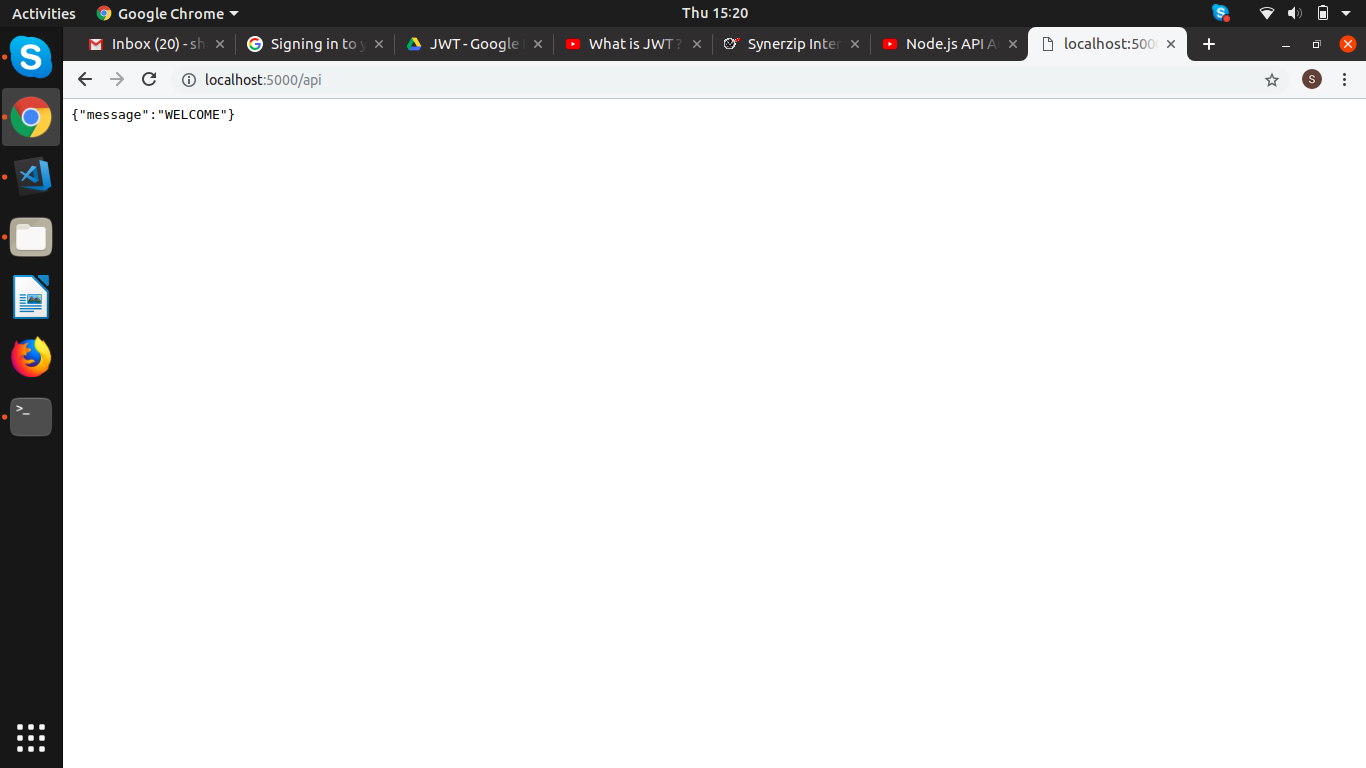 Activities Google Chrome Thu 15:20
Inbox (20) - sh Signing in to y JWT - Google What is JWT? Synerzip Inter Node.js API A localhost:5000
localhost:5000/api S
{"message":"WELCOME"}
>_